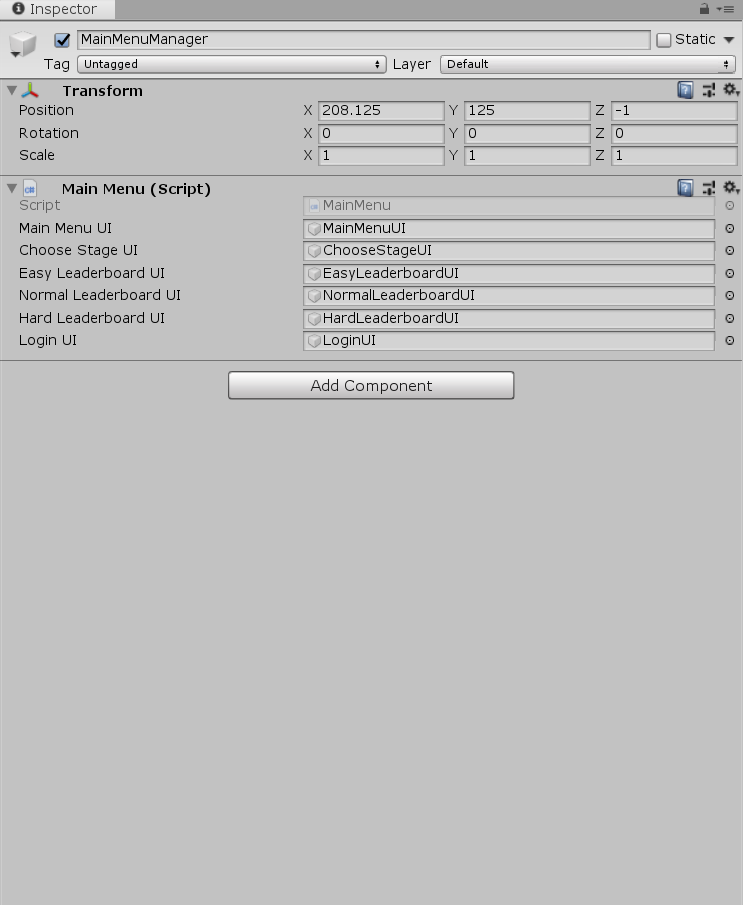 Inspector
MainMenuManager Static
Tag Untagged Layer Default
Transform
Position X 208.125 Y 125 Z -1
Rotation X 0 Y 0 Z 0
Scale X 1 Y 1 Z 1
Main Menu (Script)
Script MainMenu
Main Menu UI MainMenuUI
Choose Stage UI ChooseStageUI
Easy Leaderboard UI EasyLeaderboardUI
Normal Leaderboard UI NormalLeaderboardUI
Hard Leaderboard UI HardLeaderboardUI
Login UI LoginUI
Add Component